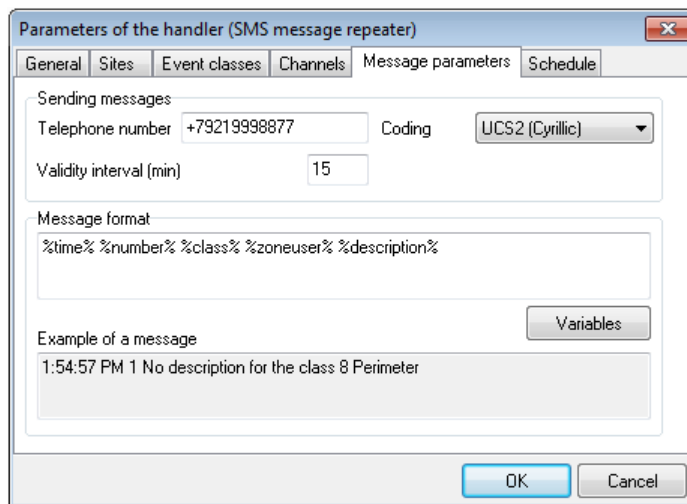 Parameters of the handler (SMS message repeater)
General Sites Event classes Channels Message parameters Schedule
Sending messages
Telephone number +79219998877 Coding UCS2 (Cyrillic)
Validity interval (min) 15
Message format
%time% %number% %class% %zoneuser% %description%
Variables
Example of a message
1:54:57 PM 1 No description for the class 8 Perimeter
OK Cancel